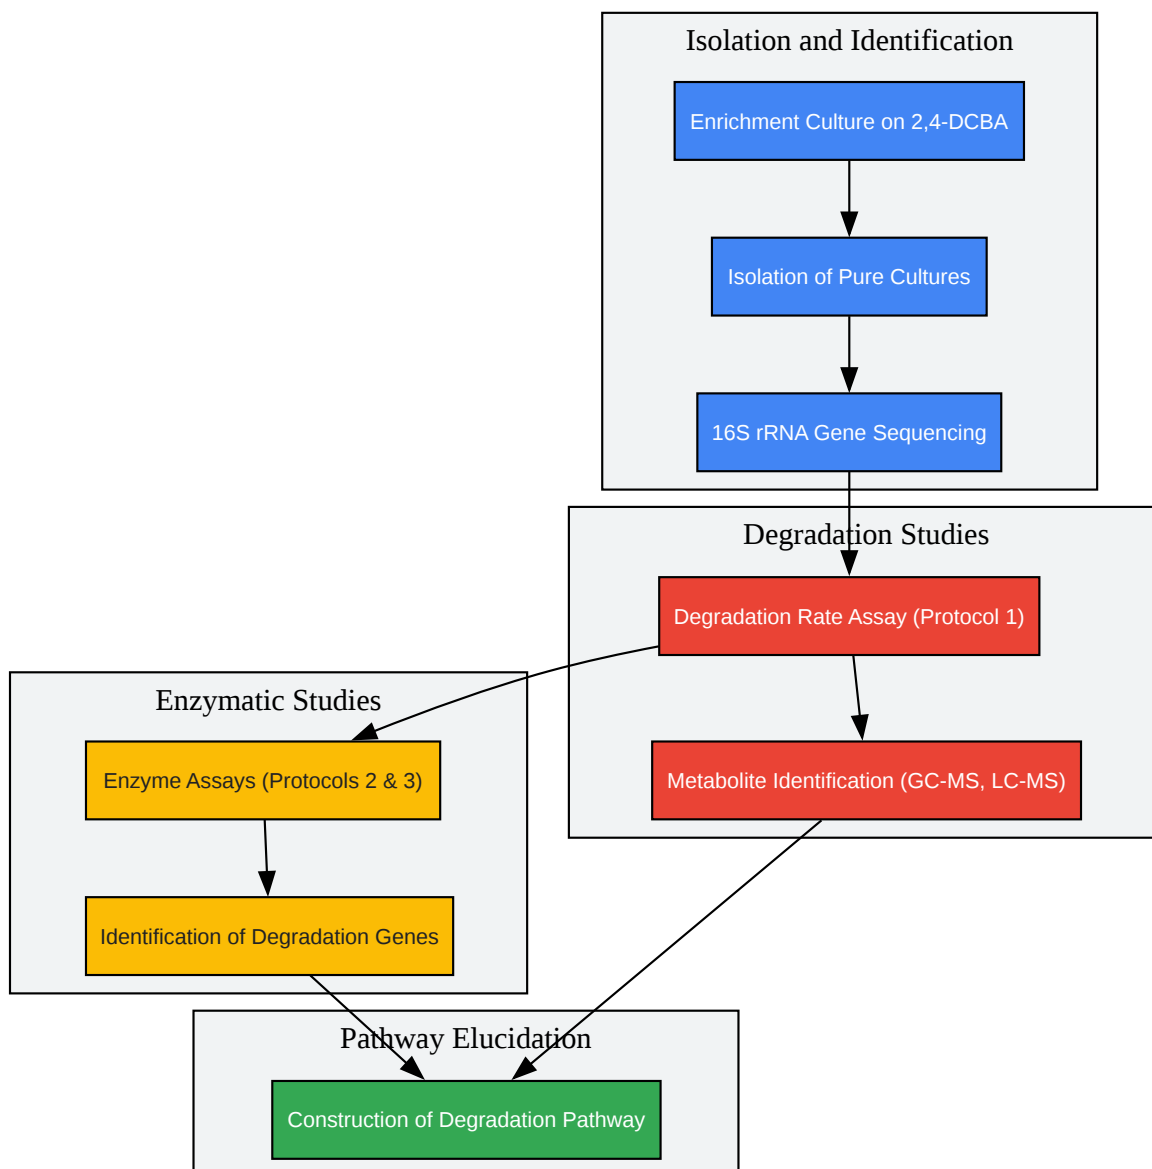 Isolation and Identification
Enrichment Culture on 2,4-DCBA
Isolation of Pure Cultures
16S rRNA Gene Sequencing
Degradation Studies
Degradation Rate Assay (Protocol 1)
Metabolite Identification (GC-MS, LC-MS)
Enzymatic Studies
Enzyme Assays (Protocols 2 & 3)
Identification of Degradation Genes
Pathway Elucidation
Construction of Degradation Pathway